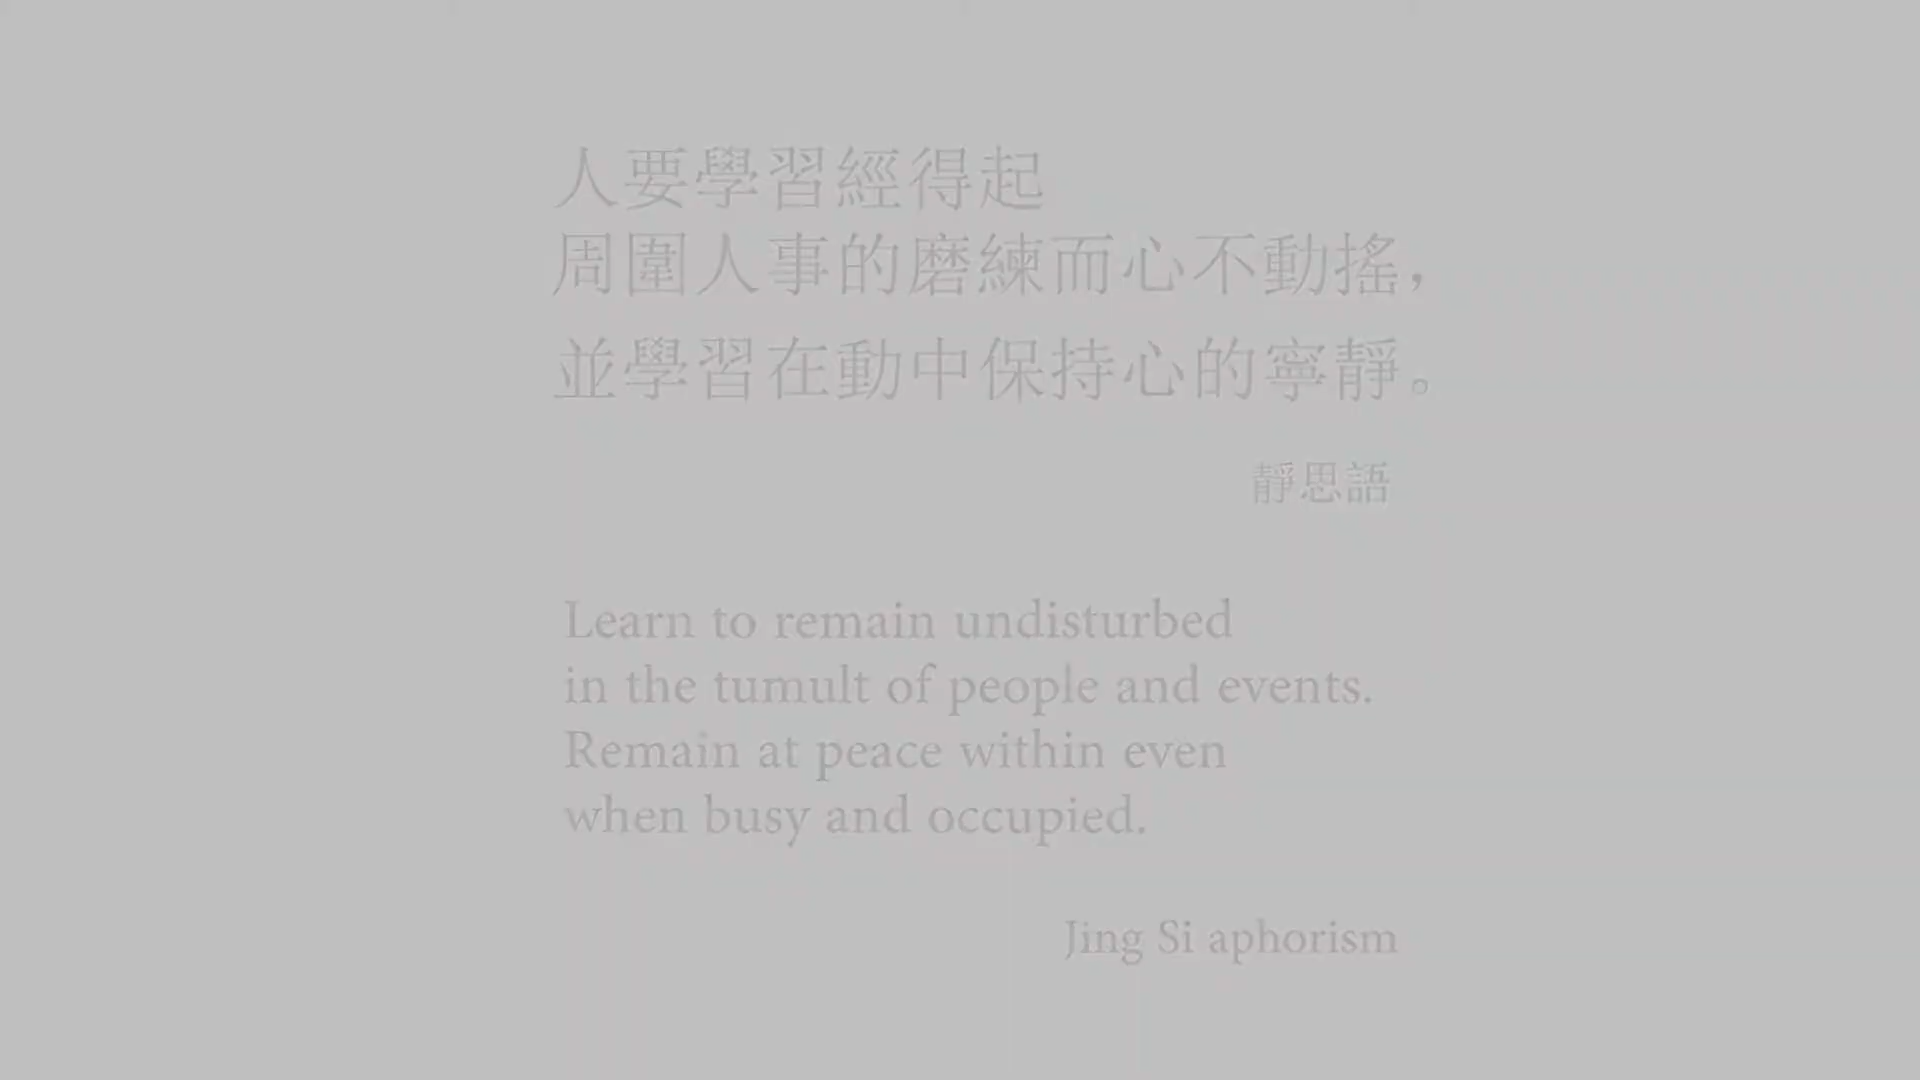 人要學習經得起
周圍人事的磨練而心不動搖，
並學習在動中保持心的寧靜。
靜思語
Learn to remain undisturbed
in the tumult of people and events.
Remain at peace within even
when busy and occupied.
Jing Si aphorism